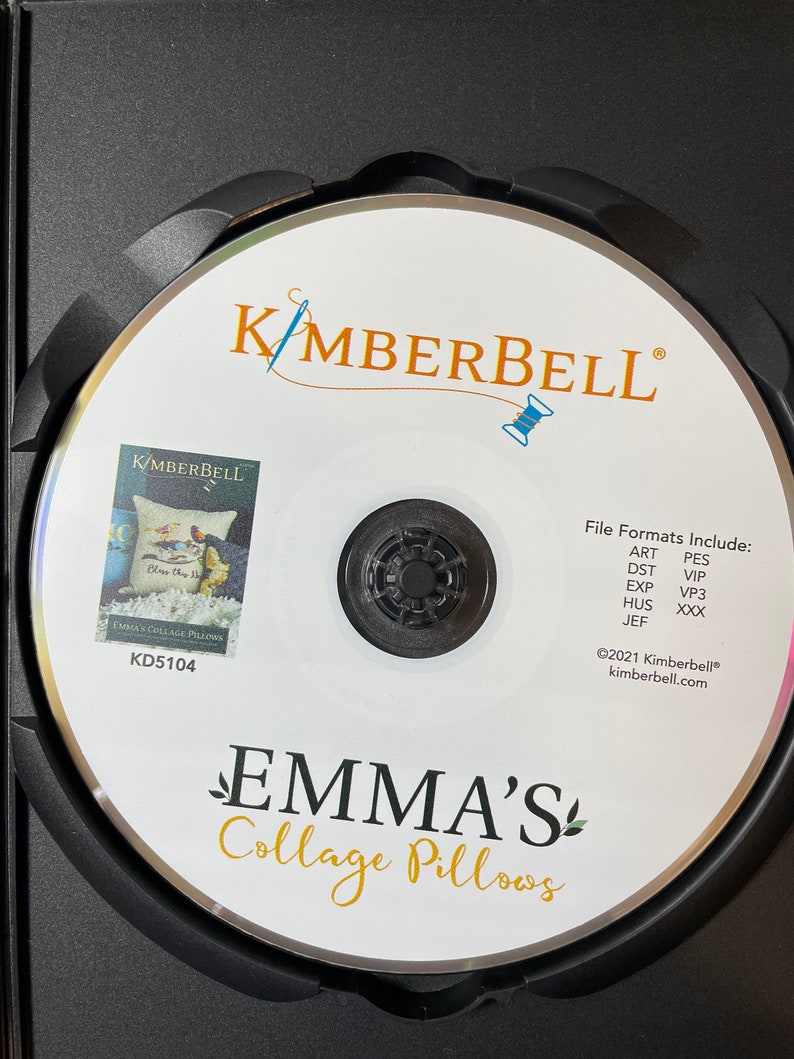 KIMBERBELL®
KIMBERBELL
Bless this
EMMA'S COLLAGE PILLOWS
KD5104
File Formats Include:
ART PES
DST VIP
EXP VP3
HUS XXX
JEF
©2021 Kimberbell®
kimberbell.com
EMMA'S
Collage Pillows